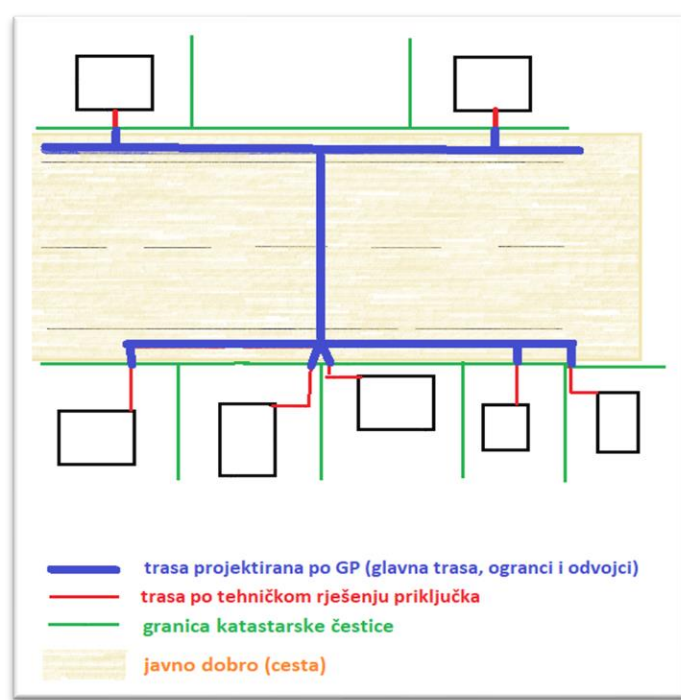 trasa projektirana po GP (glavna trasa, ogranci i odvojci)
trasa po tehničkom rješenju priključka
granica katastarske čestice
javno dobro (cesta)